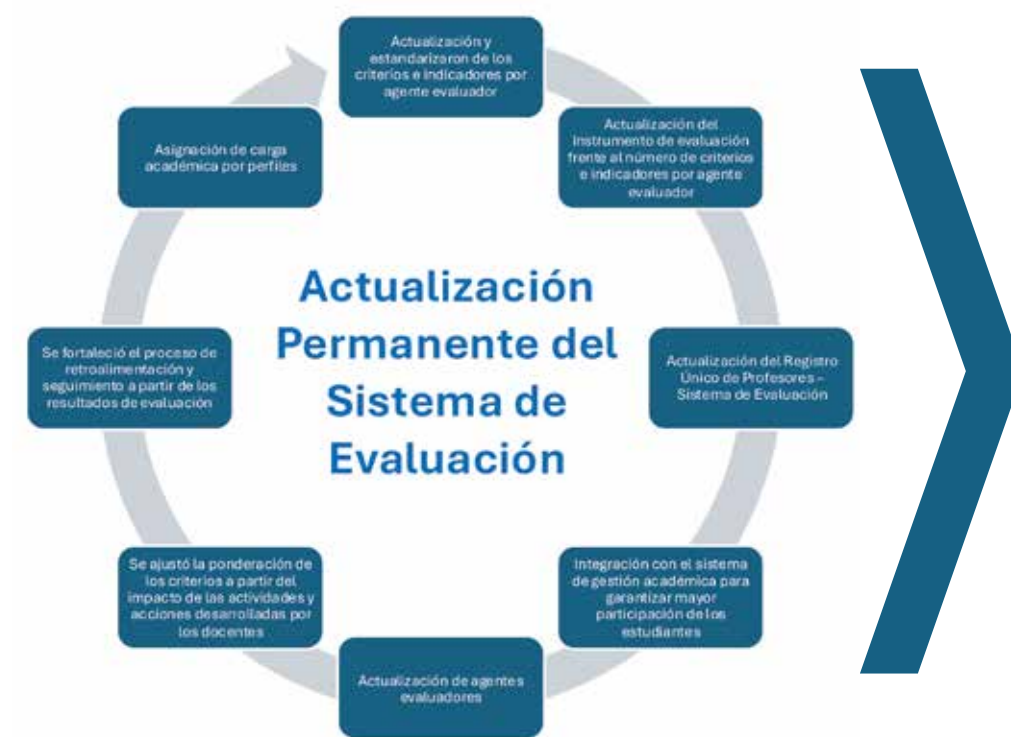 Actualización y
estandarizaron de los
criterios e indicadores por
agente evaluador
Actualización del
Instrumento de evaluación
frente al número de criterios
e indicadores por agente
evaluador
Actualización del Registro
Único de Profesores –
Sistema de Evaluación
Integración con el sistema
de gestión académica para
garantizar mayor
participación de los
estudiantes
Actualización de agentes
evaluadores
Se ajustó la ponderación de
los criterios a partir del
impacto de las actividades y
acciones desarrolladas por
los docentes
Se fortaleció el proceso de
retroalimentación y
seguimiento a partir de los
resultados de evaluación
Asignación de carga
académica por perfiles
Actualización
Permanente del
Sistema de
Evaluación